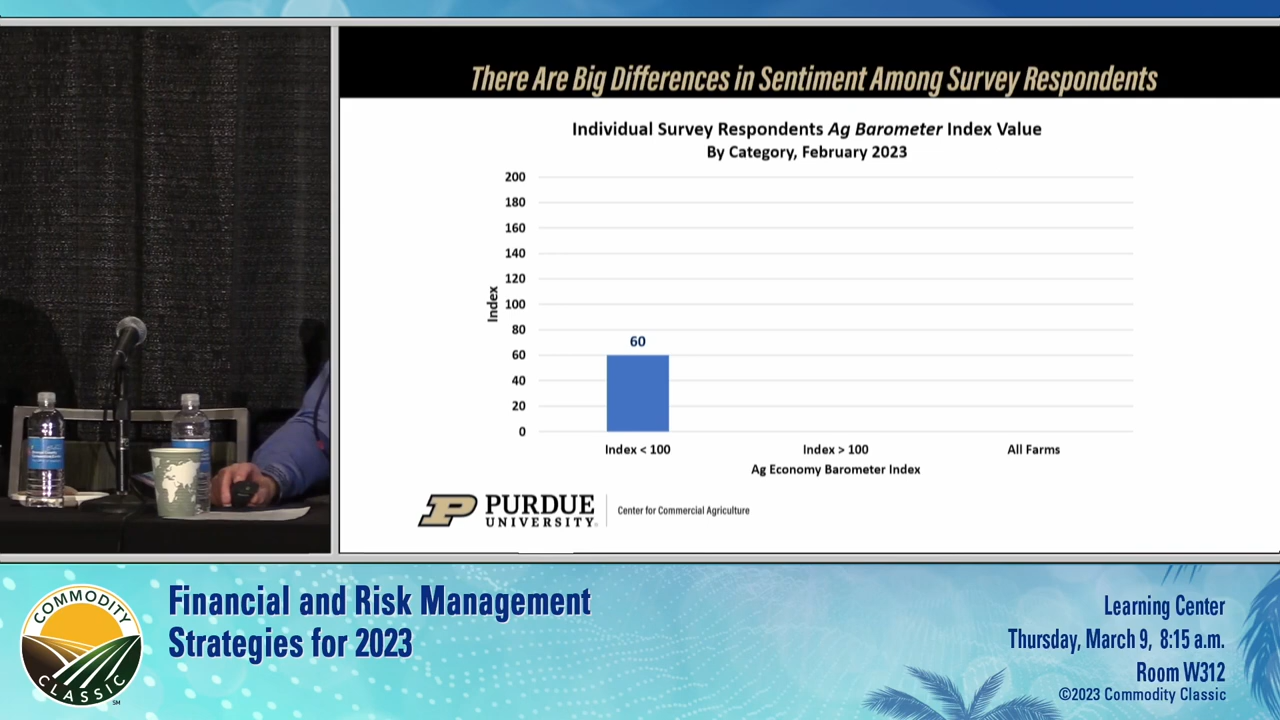 There Are Big Differences in Sentiment Among Survey Respondents
Individual Survey Respondents Ag Barometer Index Value
By Category, February 2023
200
180
160
140
120
100
80
60
40
20
0
Index
60
Index < 100
Index > 100
All Farms
Ag Economy Barometer Index
PURDUE
UNIVERSITY
Center for Commercial Agriculture
COMMODITY
CLASSIC
SM
Financial and Risk Management
Strategies for 2023
Learning Center
Thursday, March 9, 8:15 a.m.
Room W312
©2023 Commodity Classic